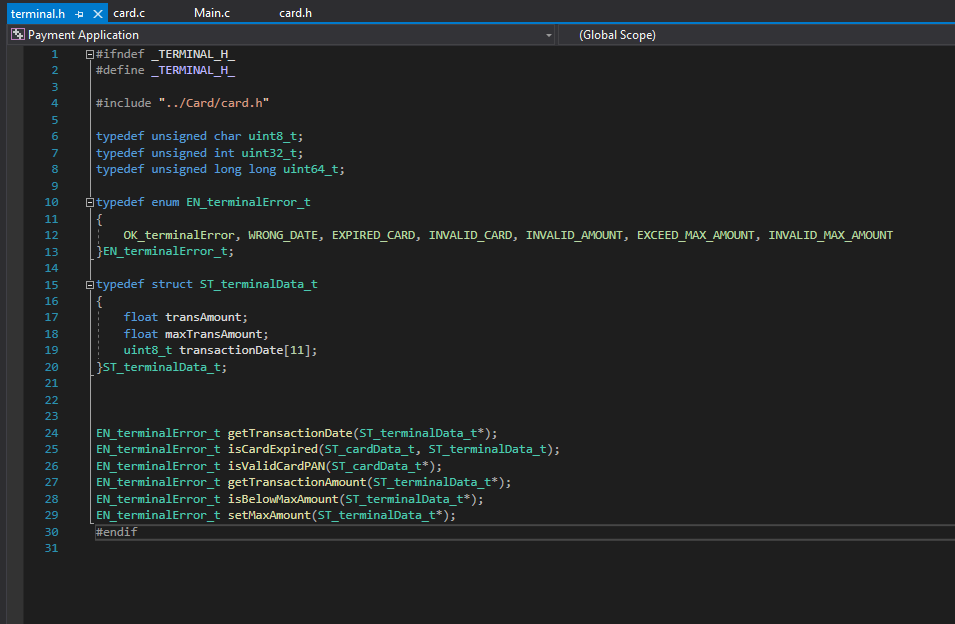 terminal.h card.c Main.c card.h
Payment Application (Global Scope)
1 #ifndef _TERMINAL_H_
2 #define _TERMINAL_H_
3
4 #include "../Card/card.h"
5
6 typedef unsigned char uint8_t;
7 typedef unsigned int uint32_t;
8 typedef unsigned long long uint64_t;
9
10 typedef enum EN_terminalError_t
11 {
12 OK_terminalError, WRONG_DATE, EXPIRED_CARD, INVALID_CARD, INVALID_AMOUNT, EXCEED_MAX_AMOUNT, INVALID_MAX_AMOUNT
13 }EN_terminalError_t;
14
15 typedef struct ST_terminalData_t
16 {
17 float transAmount;
18 float maxTransAmount;
19 uint8_t transactionDate[11];
20 }ST_terminalData_t;
21
22
23
24 EN_terminalError_t getTransactionDate(ST_terminalData_t*);
25 EN_terminalError_t isCardExpired(ST_cardData_t, ST_terminalData_t);
26 EN_terminalError_t isValidCardPAN(ST_cardData_t*);
27 EN_terminalError_t getTransactionAmount(ST_terminalData_t*);
28 EN_terminalError_t isBelowMaxAmount(ST_terminalData_t*);
29 EN_terminalError_t setMaxAmount(ST_terminalData_t*);
30 #endif
31